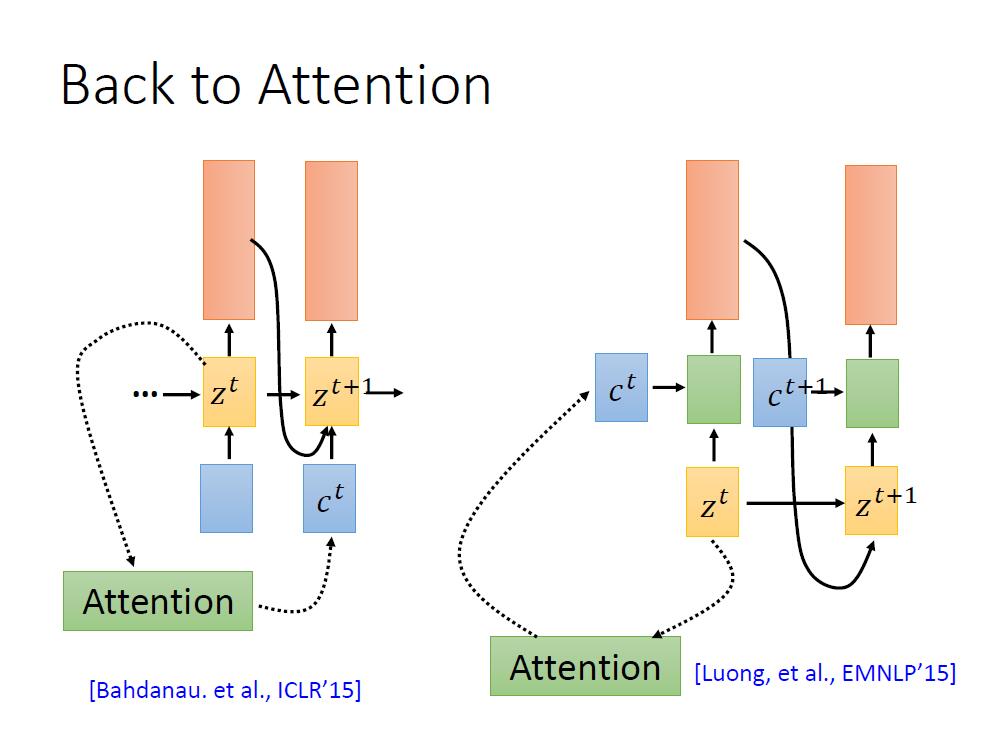 Back to Attention
...
z^t
z^{t+1}
c^t
Attention
[Bahdanau. et al., ICLR’15]
c^t
c^{t+1}
z^t
z^{t+1}
Attention
[Luong, et al., EMNLP’15]